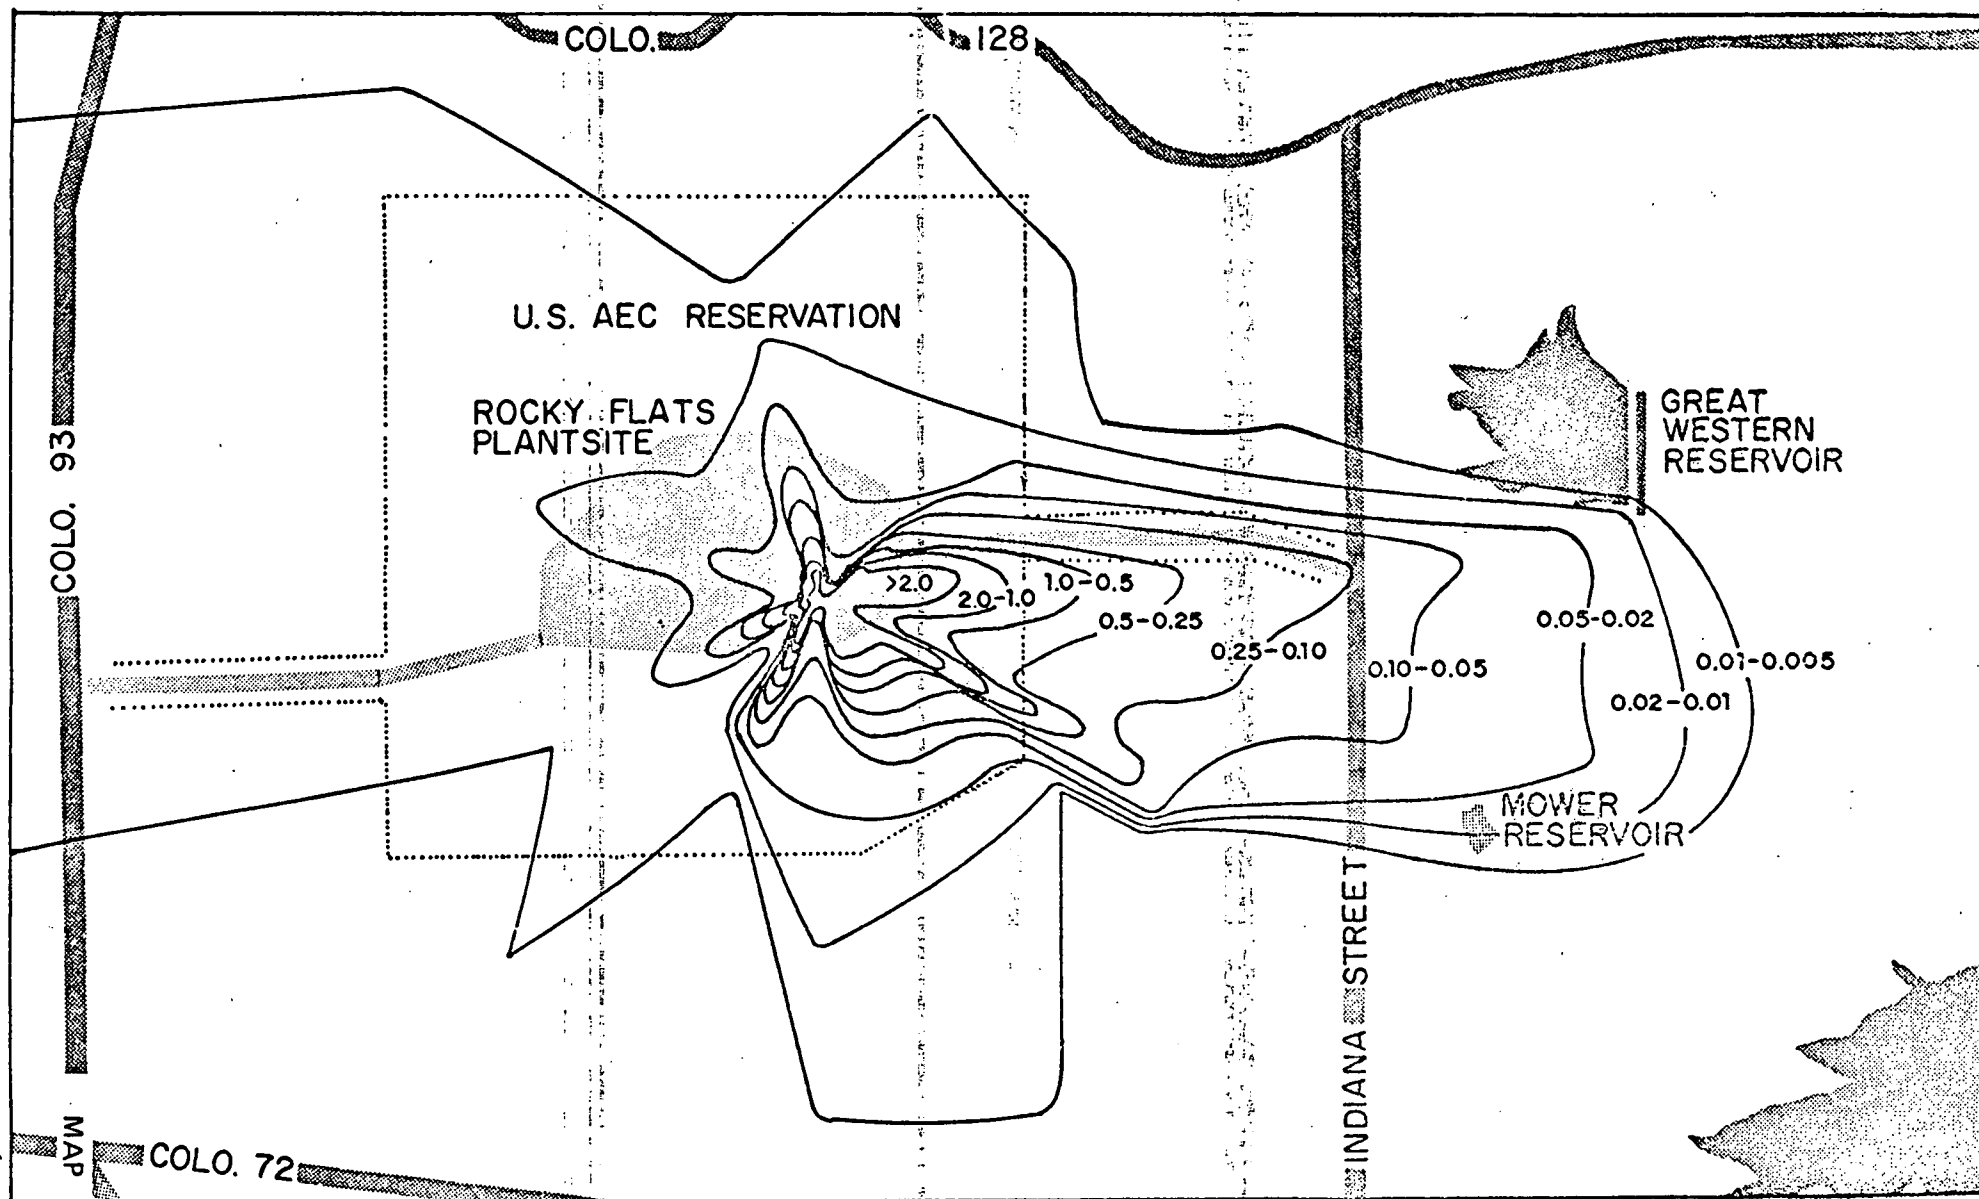 COLO.
128
U.S. AEC RESERVATION
ROCKY FLATS
PLANTSITE
GREAT
WESTERN
RESERVOIR
COLO. 93
>2.0
2.0-1.0
1.0-0.5
0.5-0.25
0.25-0.10
0.10-0.05
0.05-0.02
0.02-0.01
0.01-0.005
MOWER
RESERVOIR
INDIANA STREET
MAP
COLO. 72